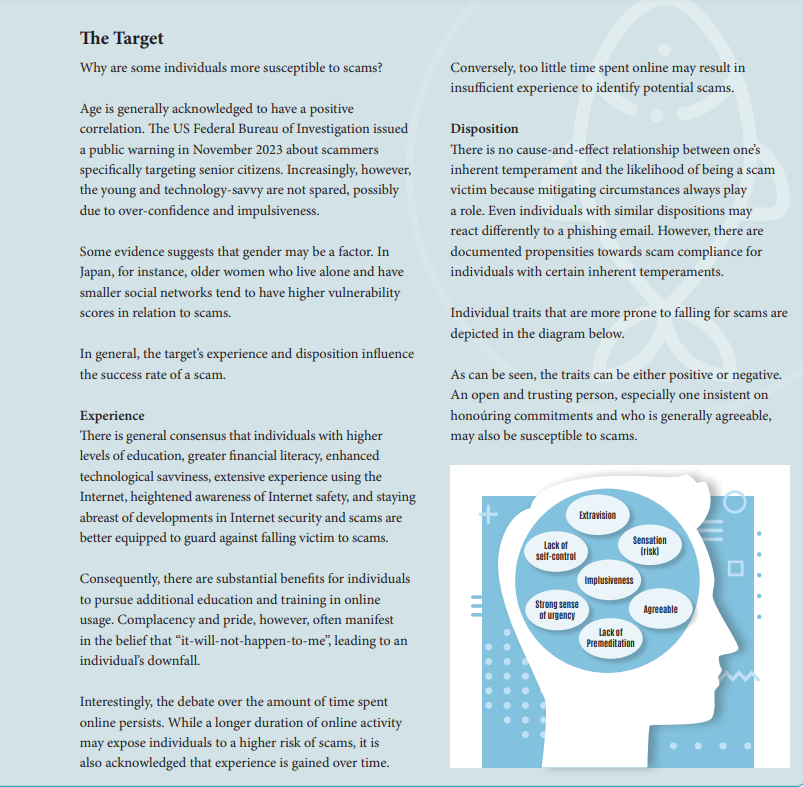 The Target
Why are some individuals more susceptible to scams?
Age is generally acknowledged to have a positive
correlation. The US Federal Bureau of Investigation issued
a public warning in November 2023 about scammers
specifically targeting senior citizens. Increasingly, however,
the young and technology-savvy are not spared, possibly
due to over-confidence and impulsiveness.
Some evidence suggests that gender may be a factor. In
Japan, for instance, older women who live alone and have
smaller social networks tend to have higher vulnerability
scores in relation to scams.
In general, the target's experience and disposition influence
the success rate of a scam.
Experience
There is general consensus that individuals with higher
levels of education, greater financial literacy, enhanced
technological savviness, extensive experience using the
Internet, heightened awareness of Internet safety, and staying
abreast of developments in Internet security and scams are
better equipped to guard against falling victim to scams.
Consequently, there are substantial benefits for individuals
to pursue additional education and training in online
usage. Complacency and pride, however, often manifest
in the belief that “it-will-not-happen-to-me”, leading to an
individual's downfall.
Interestingly, the debate over the amount of time spent
online persists. While a longer duration of online activity
may expose individuals to a higher risk of scams, it is
also acknowledged that experience is gained over time.
Conversely, too little time spent online may result in
insufficient experience to identify potential scams.
Disposition
There is no cause-and-effect relationship between one's
inherent temperament and the likelihood of being a scam
victim because mitigating circumstances always play
a role. Even individuals with similar dispositions may
react differently to a phishing email. However, there are
documented propensities towards scam compliance for
individuals with certain inherent temperaments.
Individual traits that are more prone to falling for scams are
depicted in the diagram below.
As can be seen, the traits can be either positive or negative.
An open and trusting person, especially one insistent on
honoúring commitments and who is generally agreeable,
may also be susceptible to scams.
Extravision
Lack of
self-control
Sensation
(risk)
Implusiveness
Strong sense
of urgency
Agreeable
Lack of
Premeditation